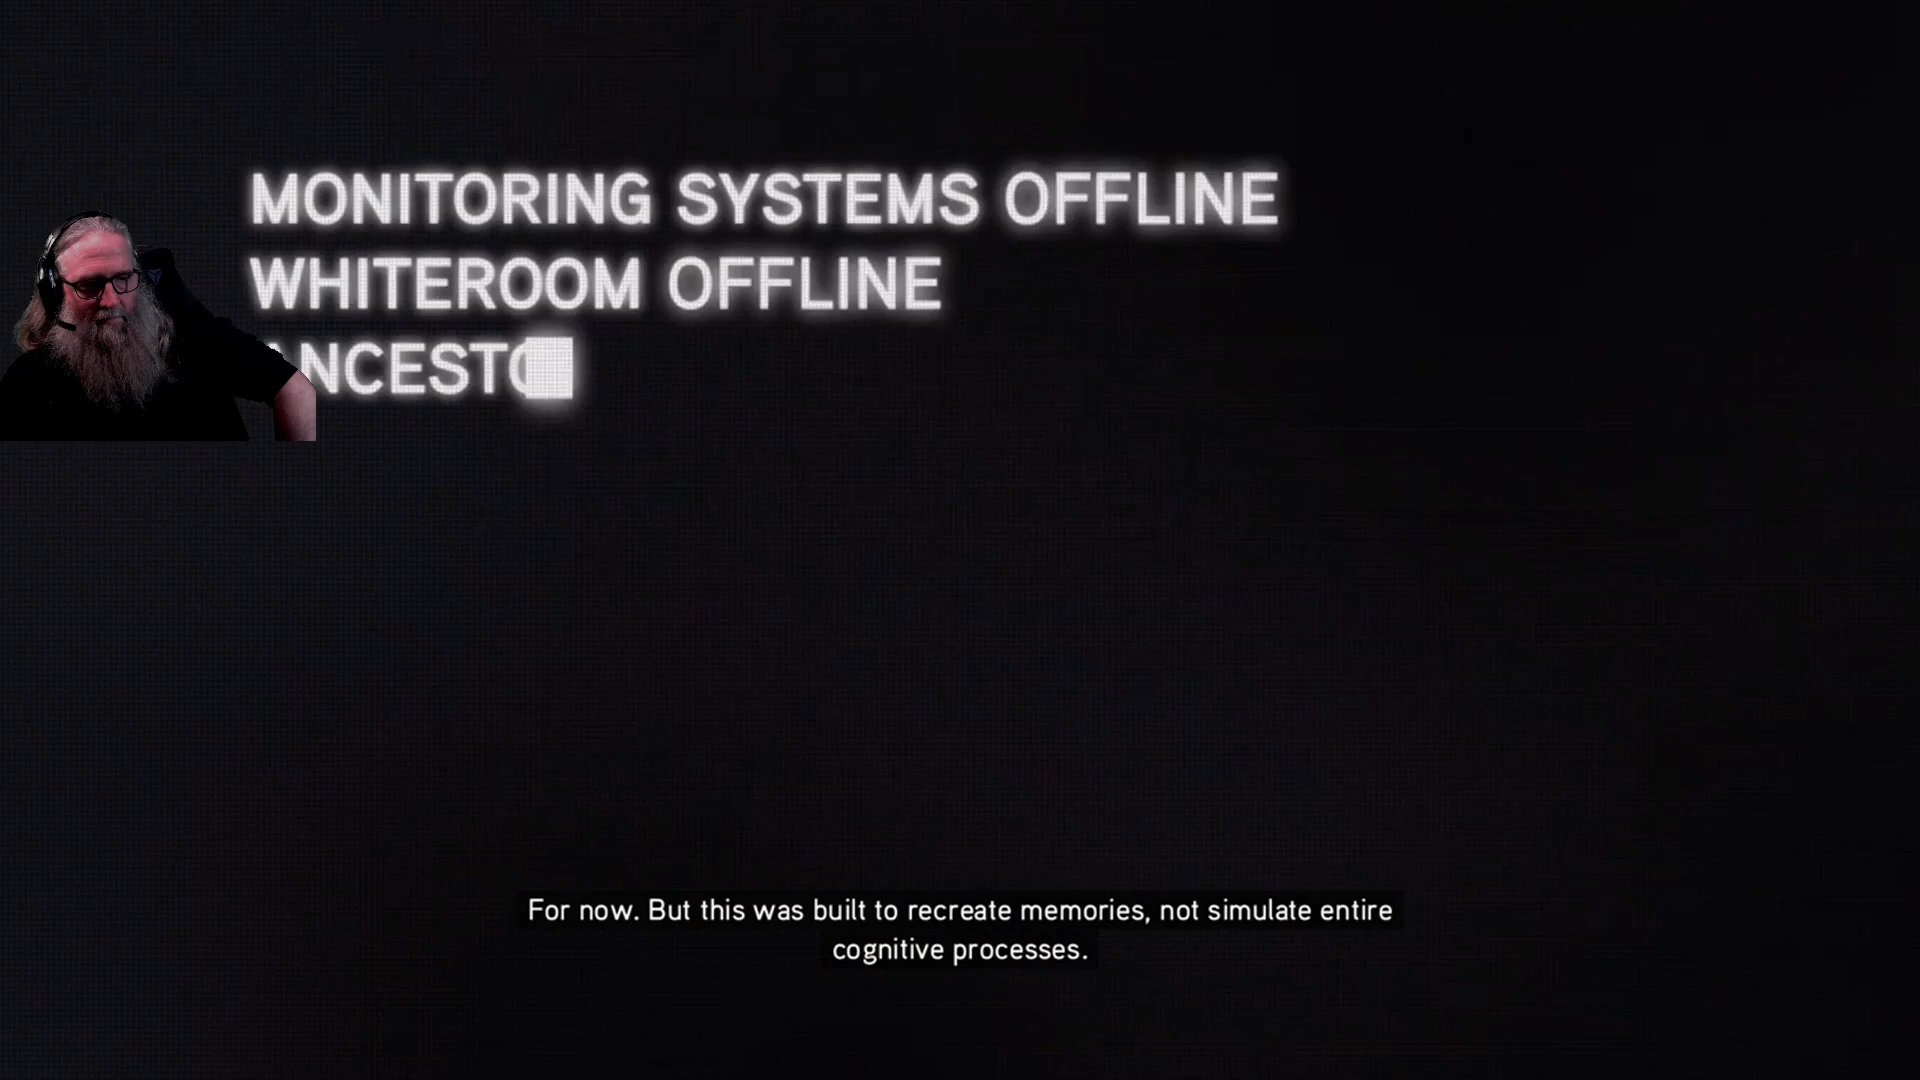 MONITORING SYSTEMS OFFLINE
WHITEROOM OFFLINE
ANCESTO
For now. But this was built to recreate memories, not simulate entire
cognitive processes.